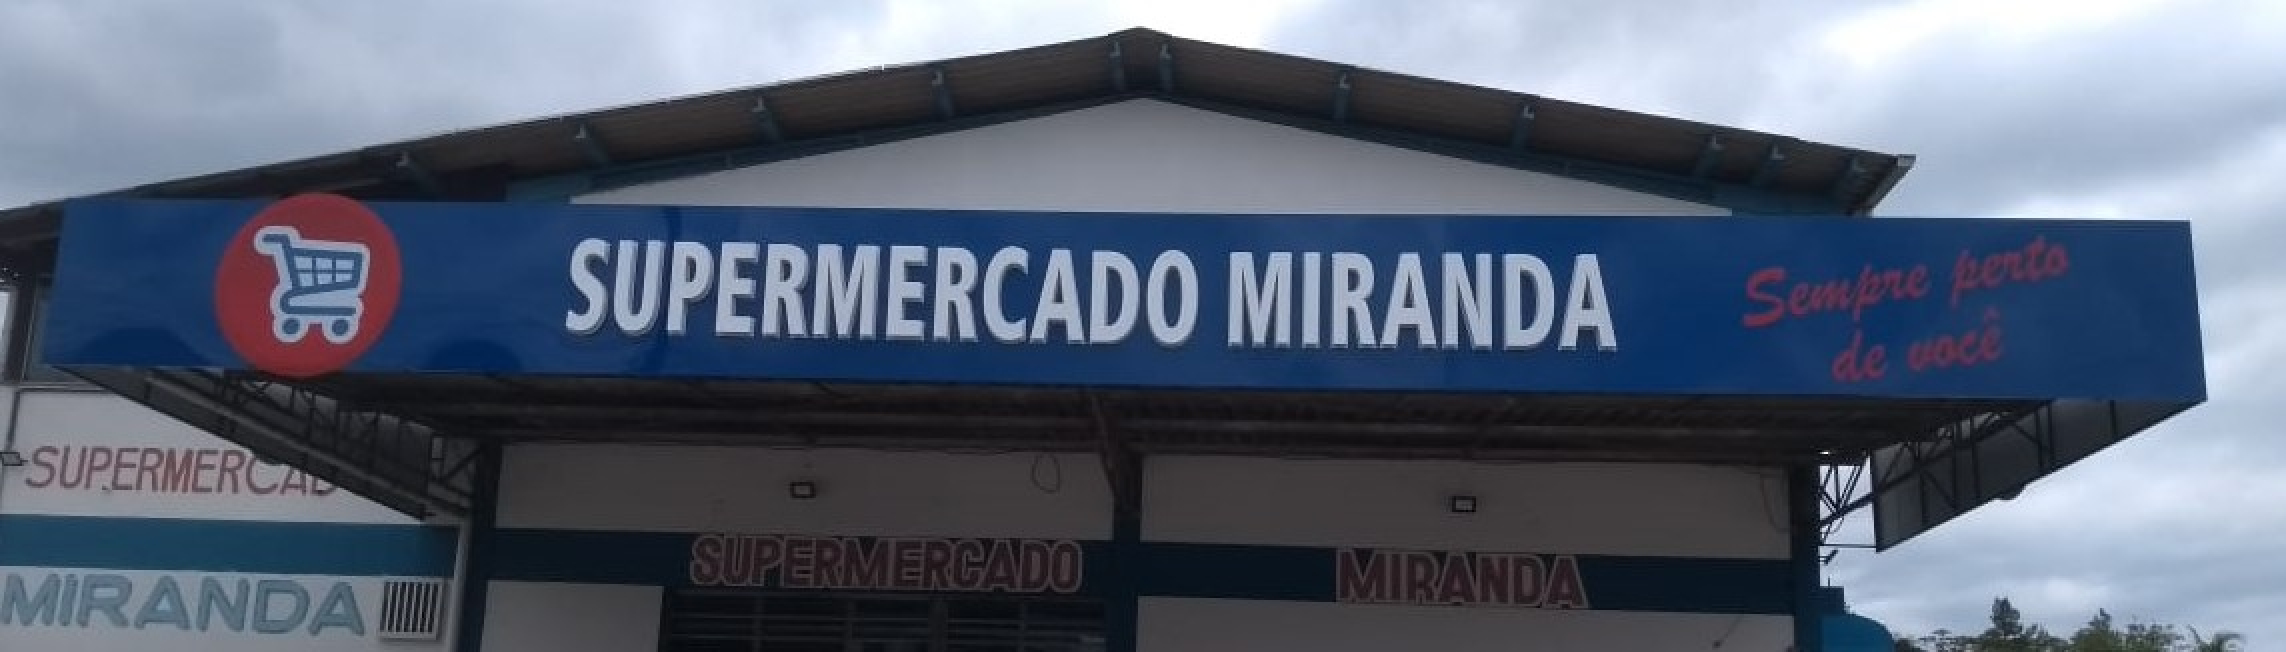 SUPERMERCADO MIRANDA
Sempre perto
de você
SUPERMERCAD
MIRANDA
SUPERMERCADO MIRANDA